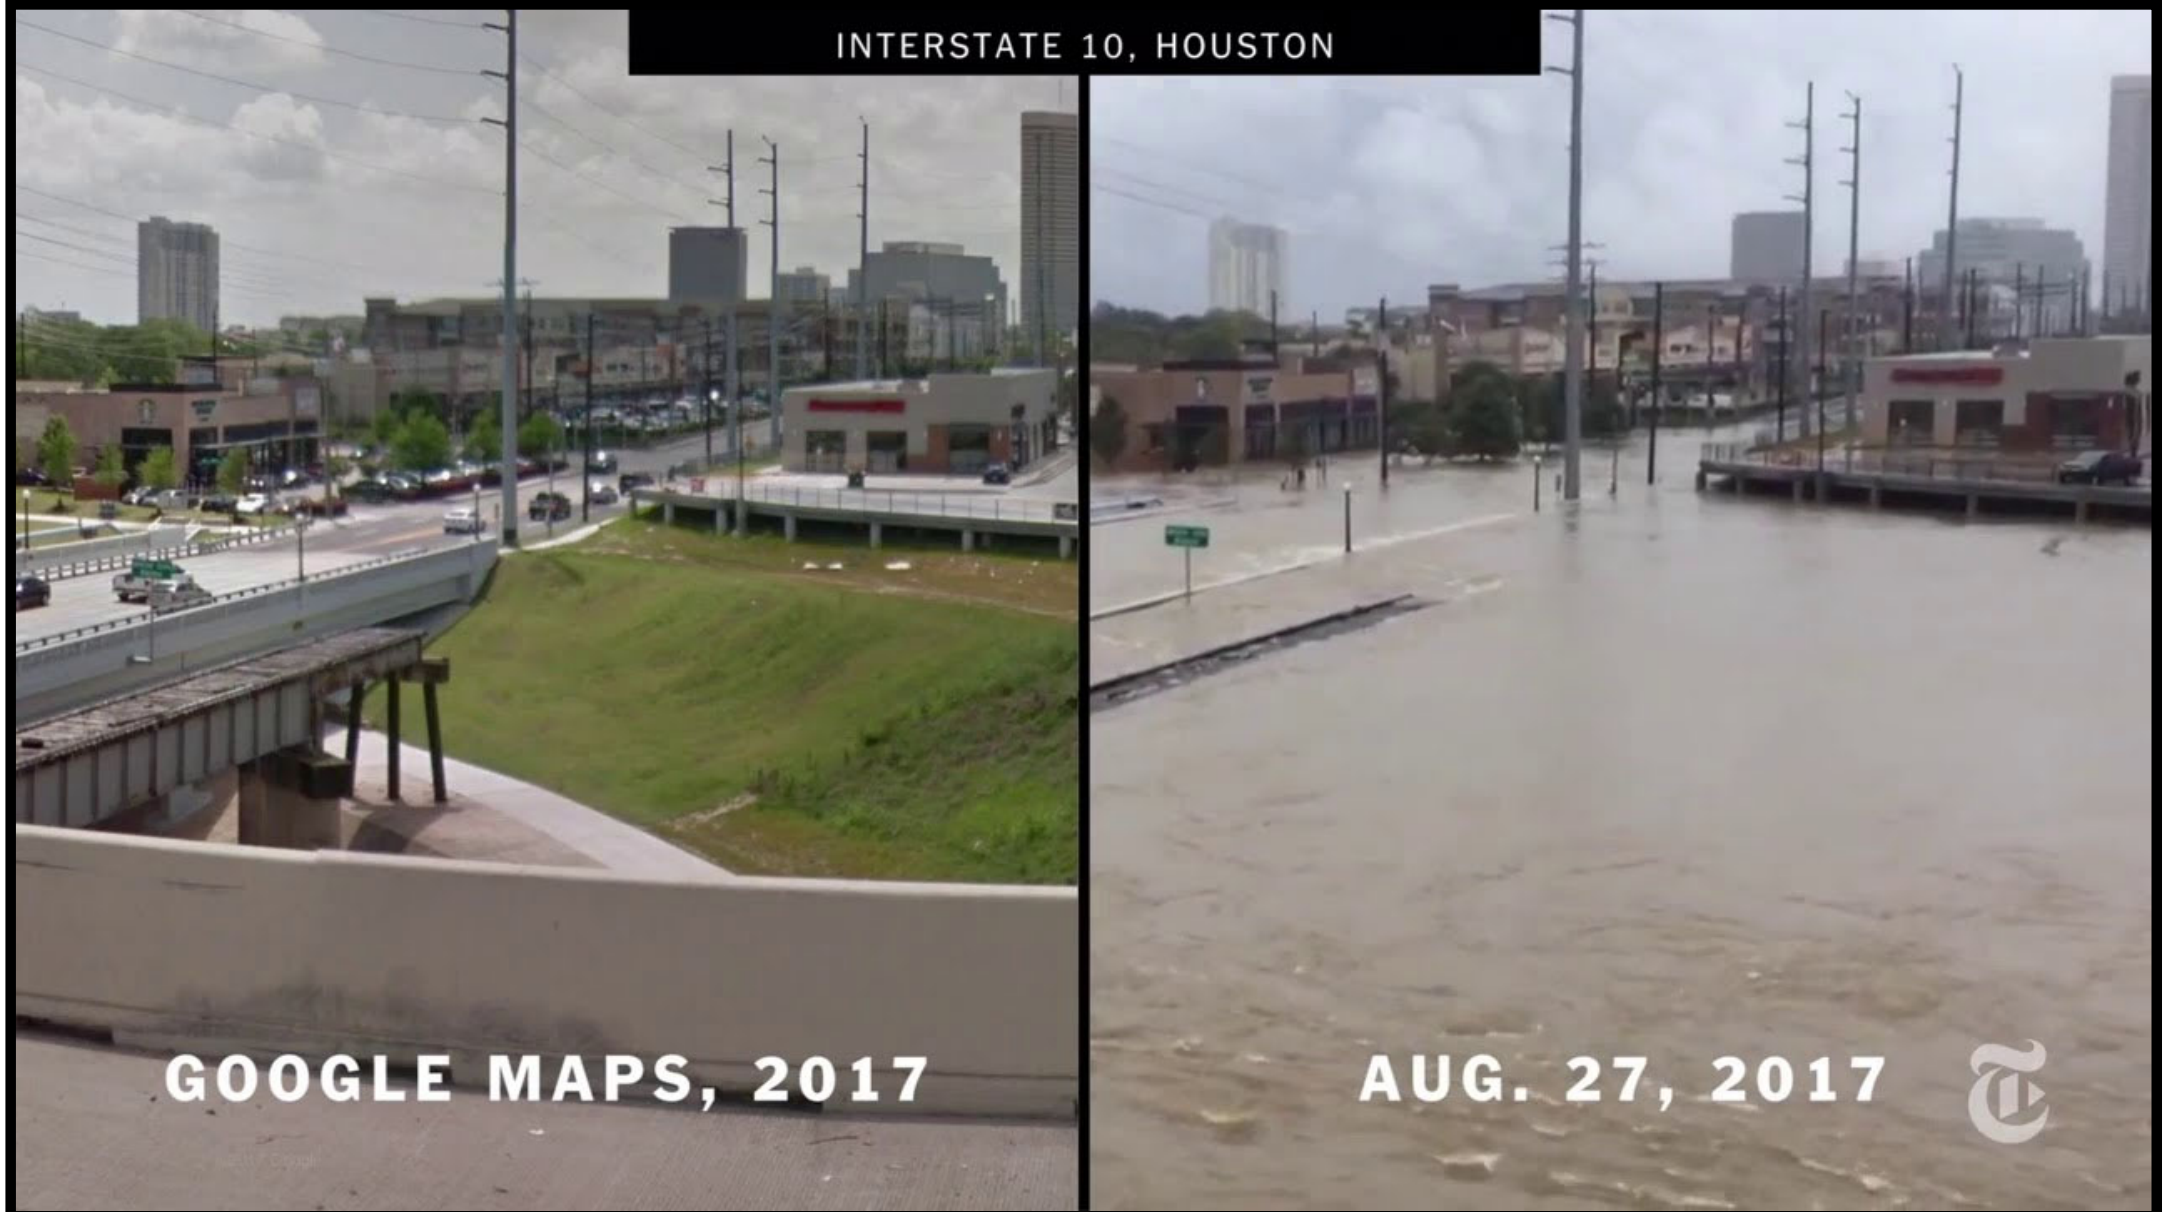 INTERSTATE 10, HOUSTON
GOOGLE MAPS, 2017
AUG. 27, 2017